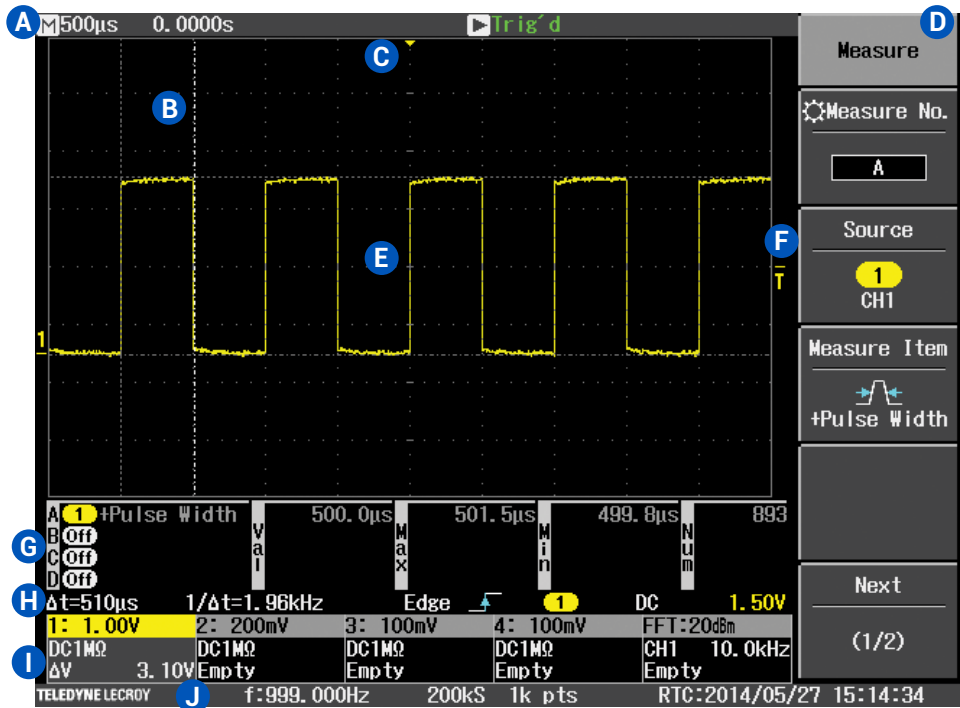 A M 500μs 0.0000s Trig´d D
C
Measure
B
Measure No.
A
Source
F
E
1
CH1
T
1
Measure Item
+Pulse Width
A 1 +Pulse Width Val 500.0μs Max 501.5μs Min 499.8μs Num 893
B Off
G
C Off
D Off
Next
H Δt=510μs 1/Δt=1.96kHz Edge 1 DC 1.50V
1: 1.00V 2: 200mV 3: 100mV 4: 100mV FFT:20dBm
(1/2)
DC1MΩ DC1MΩ DC1MΩ DC1MΩ CH1 10.0kHz
I ΔV 3.10V Empty Empty Empty Empty
TELEDYNE LECROY J f:999.000Hz 200kS 1k pts RTC:2014/05/27 15:14:34